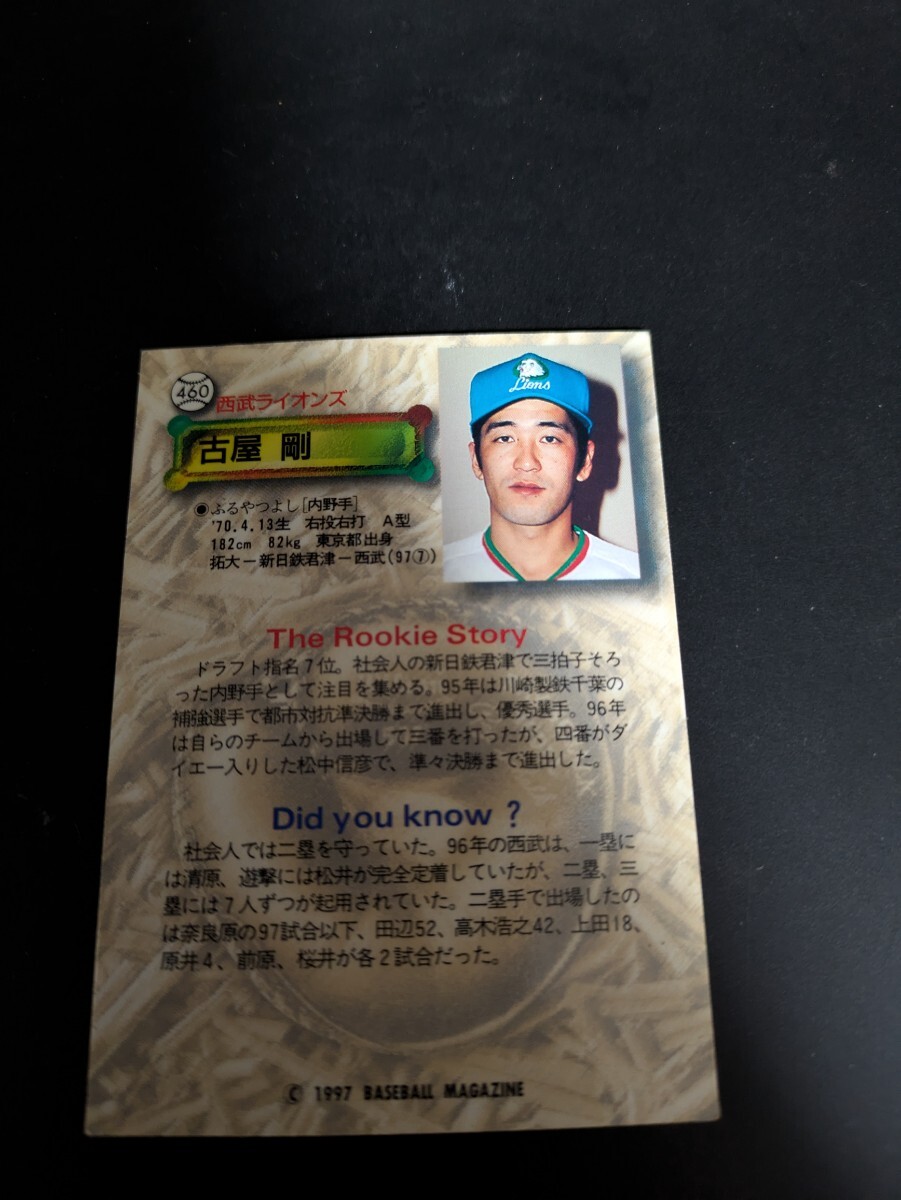 460
西武ライオンズ
Lions
古屋 剛
◉ふるやつよし[内野手]
'70.4.13生 右投右打 A型
182cm 82kg 東京都出身
拓大−新日鉄君津−西武(97⑦)
The Rookie Story
ドラフト指名7位。社会人の新日鉄君津で三拍子そろ
った内野手として注目を集める。95年は川崎製鉄千葉の
補強選手で都市対抗準決勝まで進出し、優秀選手。96年
は自らのチームから出場して三番を打ったが、四番がダ
イエー入りした松中信彦で、準々決勝まで進出した。
Did you know ?
社会人では二塁を守っていた。96年の西武は、一塁に
は清原、遊撃には松井が完全定着していたが、二塁、三
塁には7人ずつが起用されていた。二塁手で出場したの
は奈良原の97試合以下、田辺52、高木浩之42、上田18、
原井4、前原、桜井が各2試合だった。
© 1997 BASEBALL MAGAZINE